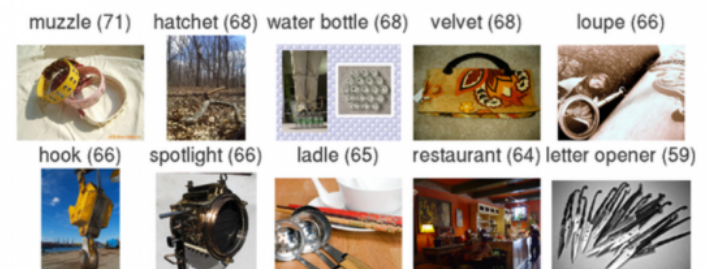 muzzle (71) hatchet (68) water bottle (68) velvet (68) loupe (66)
hook (66) spotlight (66) ladle (65) restaurant (64) letter opener (59)